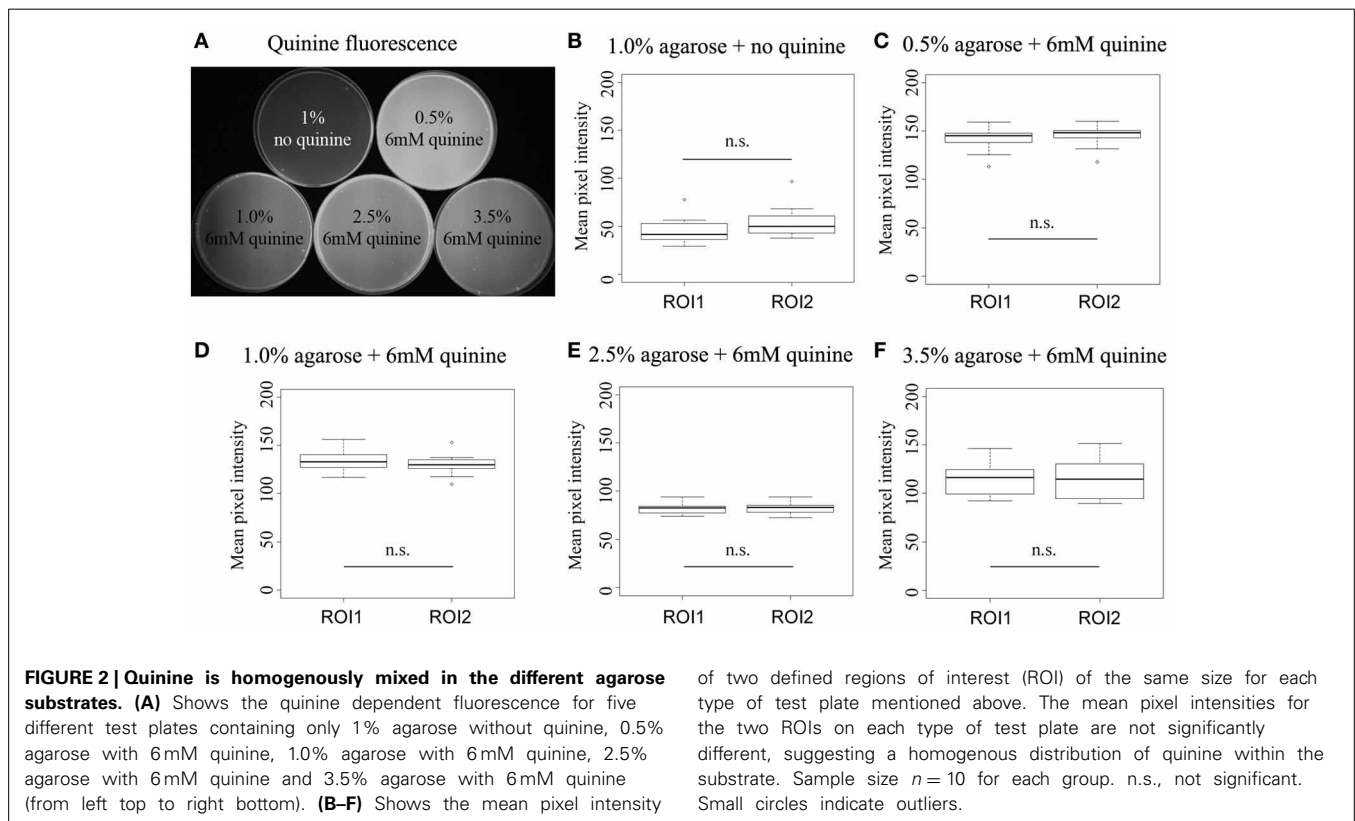 A Quinine fluorescence
1%
no quinine
0.5%
6mM quinine
1.0%
6mM quinine
2.5%
6mM quinine
3.5%
6mM quinine
B 1.0% agarose + no quinine
Mean pixel intensity
200
150
100
50
0
n.s.
ROI1 ROI2
C 0.5% agarose + 6mM quinine
Mean pixel intensity
200
150
100
50
0
n.s.
ROI1 ROI2
D 1.0% agarose + 6mM quinine
Mean pixel intensity
200
150
100
50
0
n.s.
ROI1 ROI2
E 2.5% agarose + 6mM quinine
Mean pixel intensity
200
150
100
50
0
n.s.
ROI1 ROI2
F 3.5% agarose + 6mM quinine
Mean pixel intensity
200
150
100
50
0
n.s.
ROI1 ROI2
FIGURE 2 | Quinine is homogenously mixed in the different agarose
substrates. (A) Shows the quinine dependent fluorescence for five
different test plates containing only 1% agarose without quinine, 0.5%
agarose with 6 mM quinine, 1.0% agarose with 6 mM quinine, 2.5%
agarose with 6 mM quinine and 3.5% agarose with 6 mM quinine
(from left top to right bottom). (B–F) Shows the mean pixel intensity
of two defined regions of interest (ROI) of the same size for each
type of test plate mentioned above. The mean pixel intensities for
the two ROIs on each type of test plate are not significantly
different, suggesting a homogenous distribution of quinine within the
substrate. Sample size n = 10 for each group. n.s., not significant.
Small circles indicate outliers.